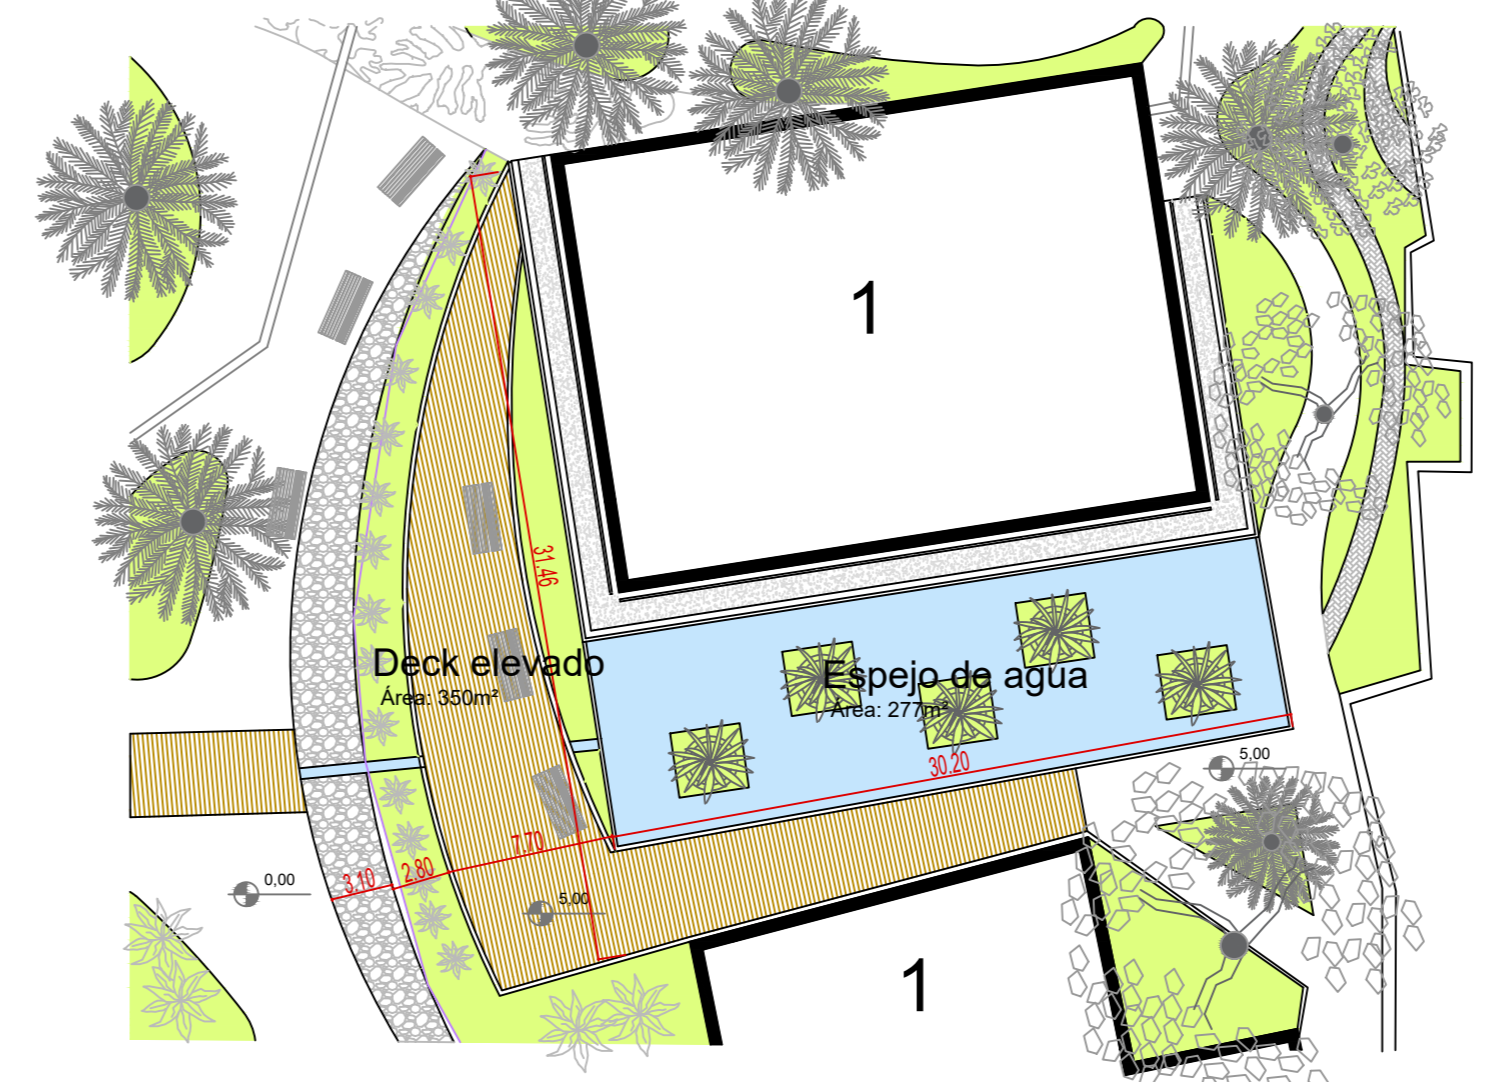 1
31.46
Deck elevado
Área: 350m²
Espejo de agua
Área: 277m²
30.20
5,00
7.70
2.80
3.10
0,00
5,00
1